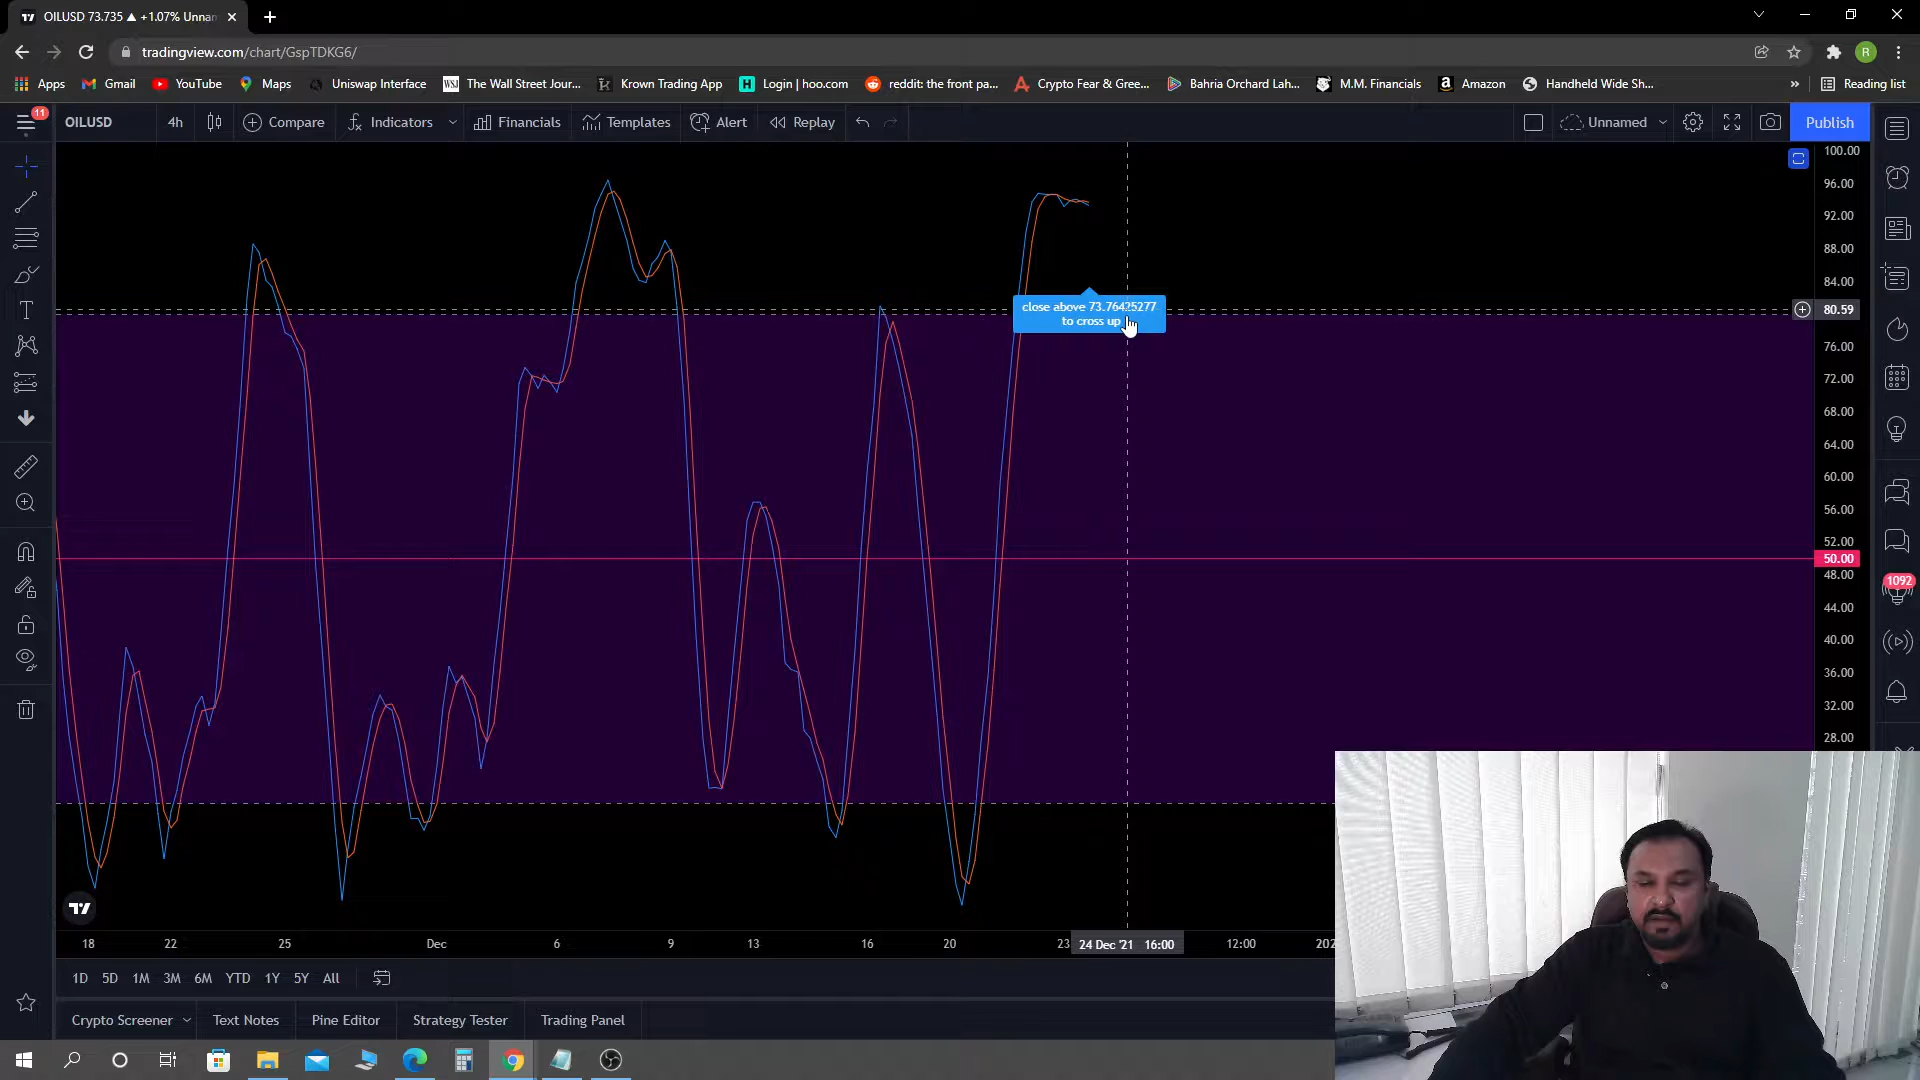 OILUSD 73.735 ▲ +1.07% Unnar
tradingview.com/chart/GspTDKG6/
R
Apps
Gmail
YouTube
Maps
Uniswap Interface
WSJ
The Wall Street Jour...
Krown Trading App
H
Login | hoo.com
reddit: the front pa...
Crypto Fear & Gree...
Bahria Orchard Lah...
M.M. Financials
Amazon
Handheld Wide Sh...
»
Reading list
11
OILUSD
4h
Compare
Indicators
Financials
Templates
Alert
Replay
Unnamed
Publish
100.00
96.00
92.00
88.00
84.00
80.59
76.00
72.00
68.00
64.00
60.00
56.00
52.00
50.00
48.00
44.00
40.00
36.00
32.00
28.00
1092
close above 73.76425277
to cross up
18
22
25
Dec
6
9
13
16
20
23
24 Dec '21 16:00
12:00
202
1D
5D
1M
3M
6M
YTD
1Y
5Y
All
Crypto Screener
Text Notes
Pine Editor
Strategy Tester
Trading Panel